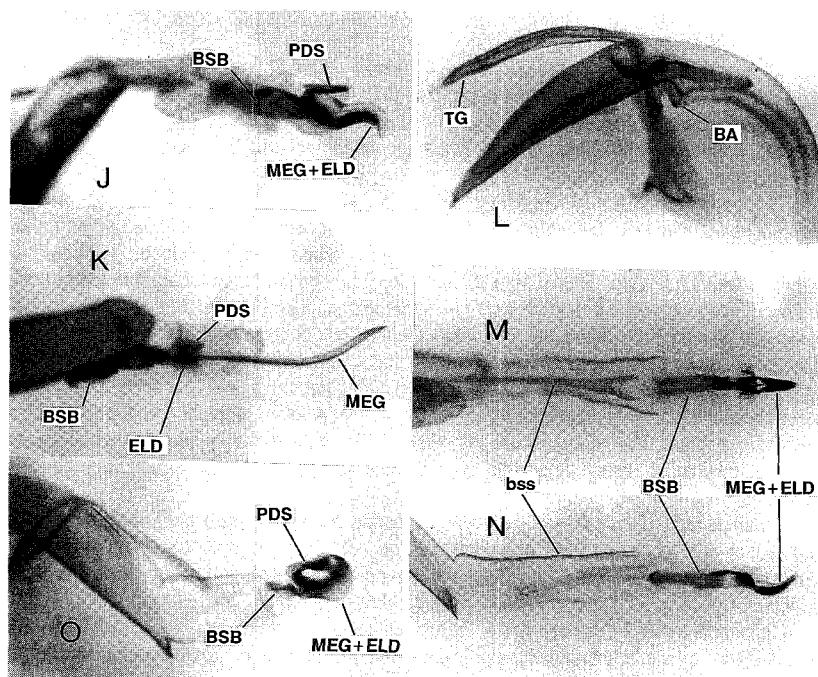 BSB
PDS
MEG+ELD
J
TG
BA
L
K
PDS
BSB
ELD
MEG
M
bss
BSB
MEG+ELD
N
PDS
BSB
MEG+ELD
O